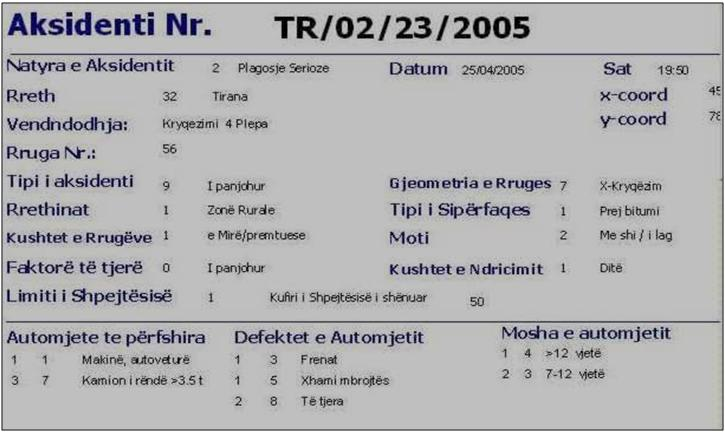 Aksidenti Nr. TR/02/23/2005
Natyra e Aksidentit 2 Plagosje Serioze Datum 25/04/2005 Sat 19:50
Rreth 32 Tirana x-coord 45
Vendndodhja: Kryqezimi 4 Plepa y-coord 78
Rruga Nr.: 56
Tipi i aksidenti 9 I panjohur Gjeometria e Rruges 7 X-Kryqëzim
Rrethinat 1 Zonë Rurale Tipi i Sipërfaqes 1 Prej bitumi
Kushtet e Rrugëve 1 e Mirë/premtuese Moti 2 Me shi / i lag
Faktorë të tjerë 0 I panjohur Kushtet e Ndricimit 1 Ditë
Limiti i Shpejtësisë 1 Kufiri i Shpejtësisë i shënuar 50
Automjete te përfshira Defektet e Automjetit Mosha e automjetit
1 1 Makinë, autoveturë 1 3 Frenat 1 4 >12 vjetë
3 7 Kamion i rëndë >3.5 t 1 5 Xhami mbrojtës 2 3 7-12 vjetë
2 8 Të tjera